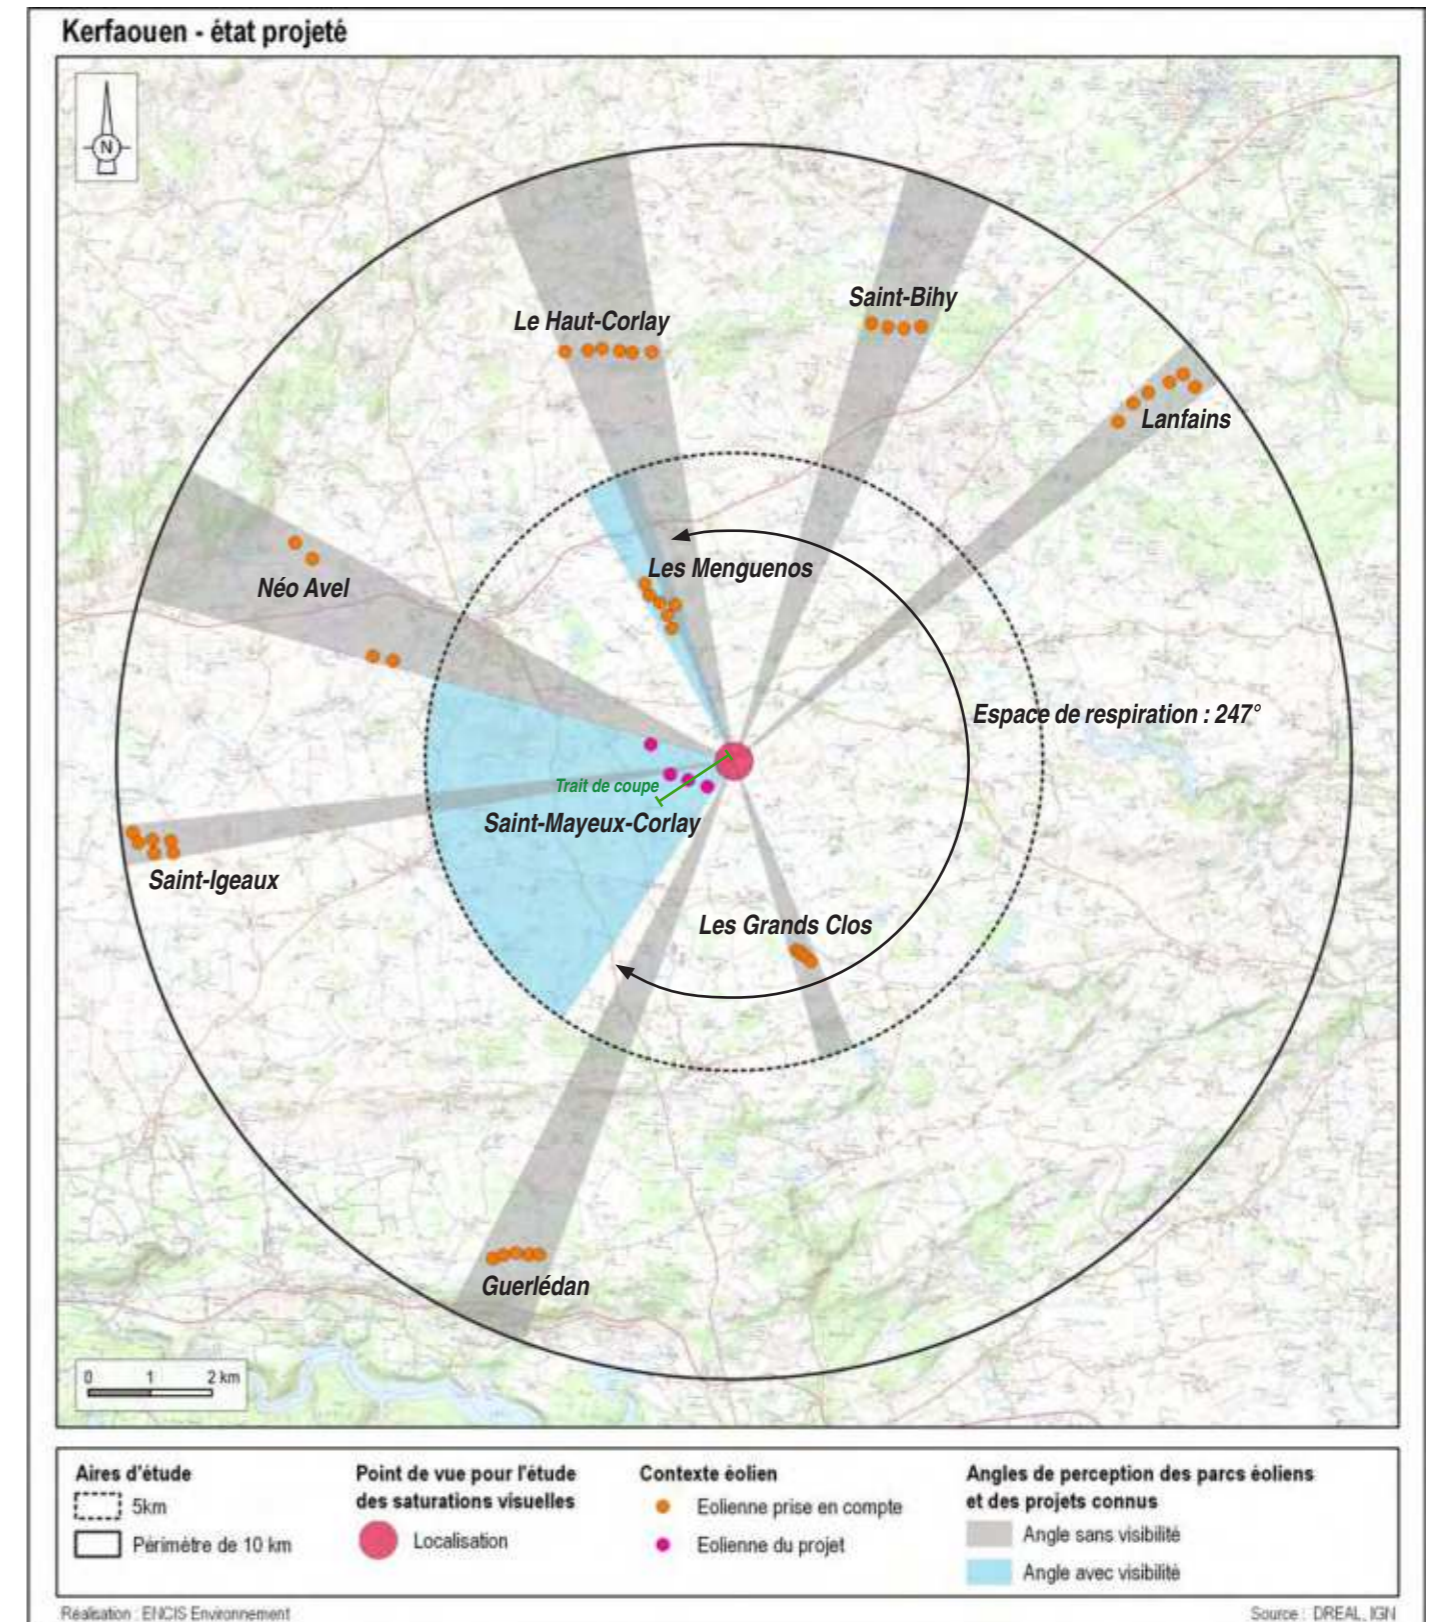 Kerfaouen - état projeté
N
Saint-Bihy
Le Haut-Corlay
Lanfains
Les Menguenos
Néo Avel
Espace de respiration : 247°
Trait de coupe
Saint-Mayeux-Corlay
Saint-Igeaux
Les Grands Clos
Guerlédan
0 1 2 km
Aires d'étude
5km
Périmètre de 10 km
Point de vue pour l'étude
des saturations visuelles
Localisation
Contexte éolien
Eolienne prise en compte
Eolienne du projet
Angles de perception des parcs éoliens
et des projets connus
Angle sans visibilité
Angle avec visibilité
Réalisation : ENCIS Environnement
Source : DREAL, IGN